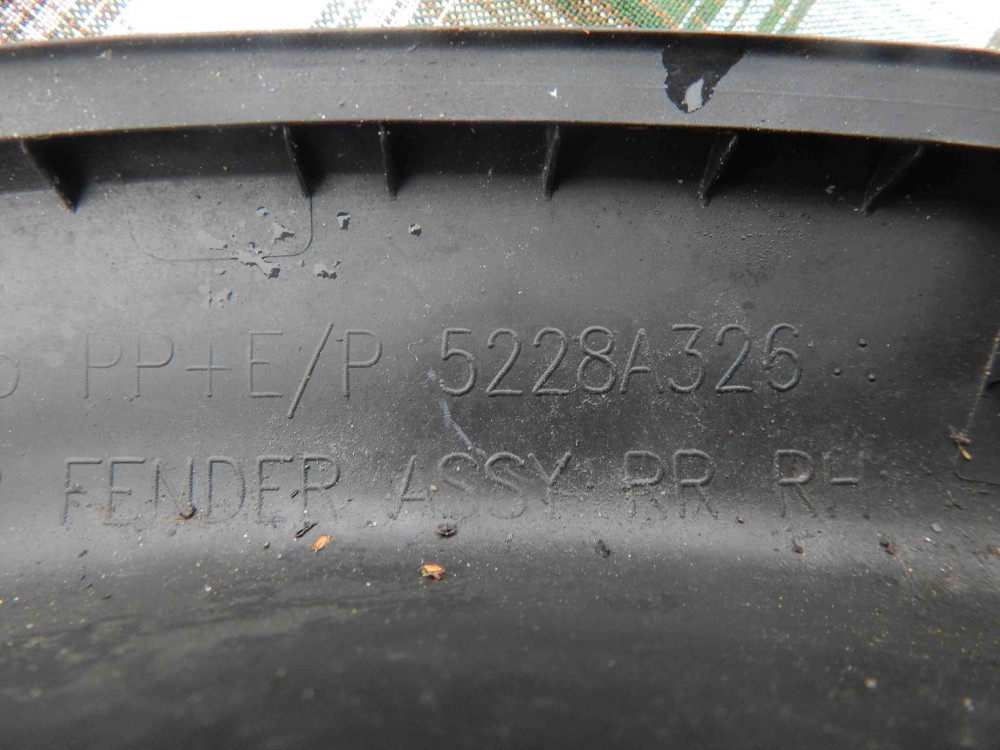 PP+E/P 5228A326
FENDER ASSY RR RH